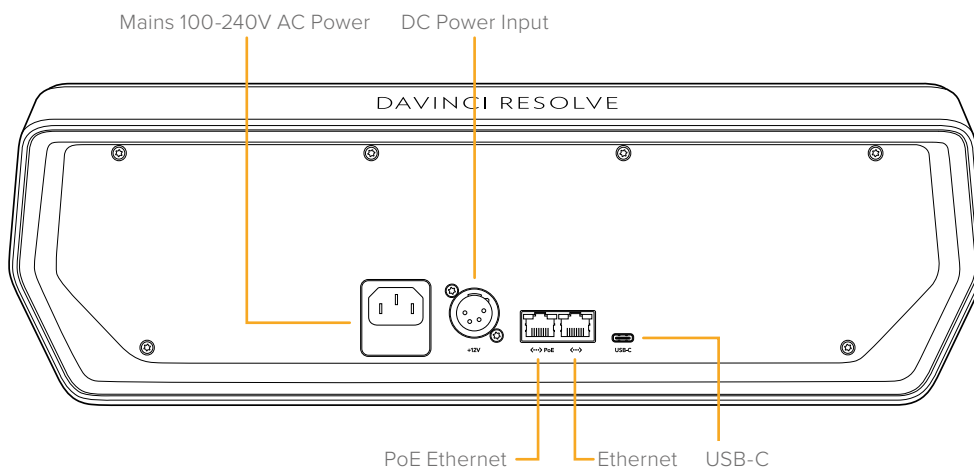 Mains 100-240V AC Power DC Power Input
DAVINCI RESOLVE
+12V <··> PoE <··> USB-C
PoE Ethernet Ethernet USB-C